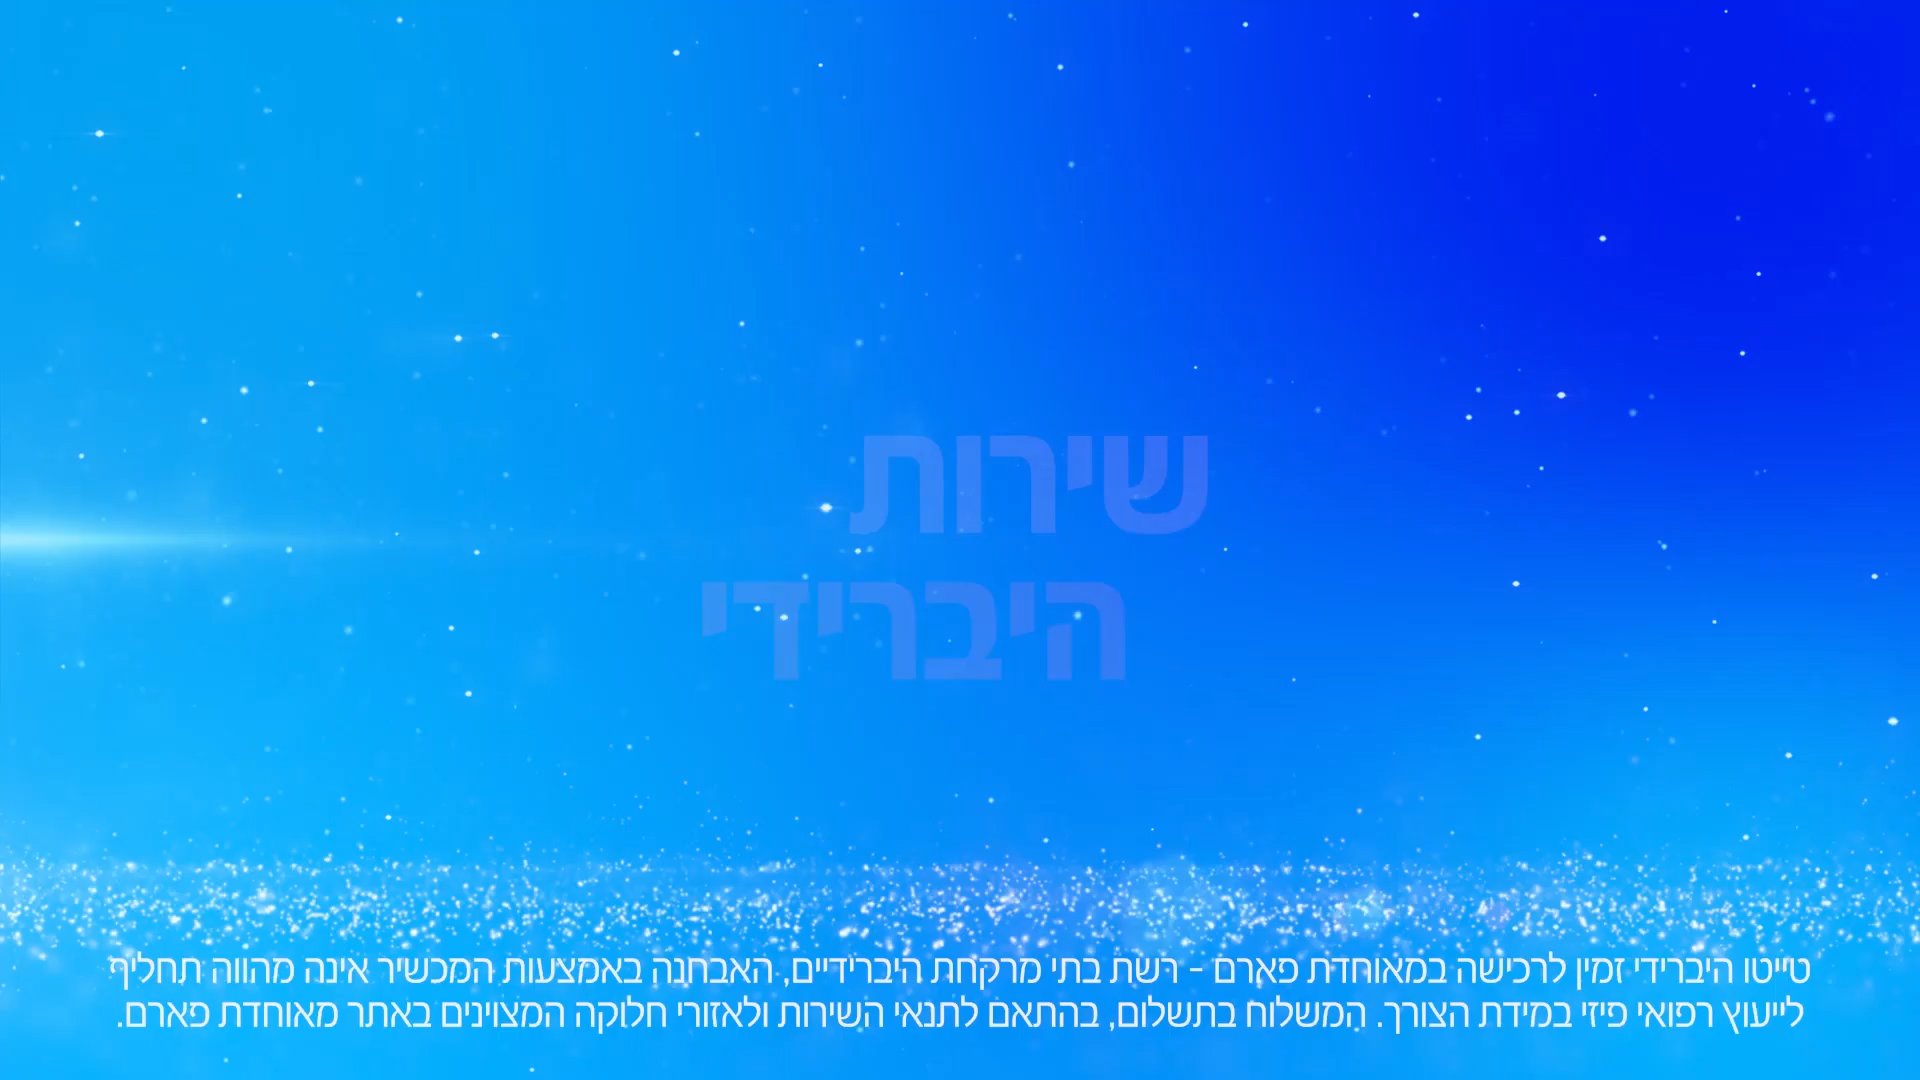 שירות
היברידי
טייטו היברידי זמין לרכישה במאוחדת פארם - רשת בתי מרקחת היברידיים, האבחנה באמצעות המכשיר אינה מהווה תחליף
לייעוץ רפואי פיזי במידת הצורך. המשלוח בתשלום, בהתאם לתנאי השירות ולאזורי חלוקה המצוינים באתר מאוחדת פארם.